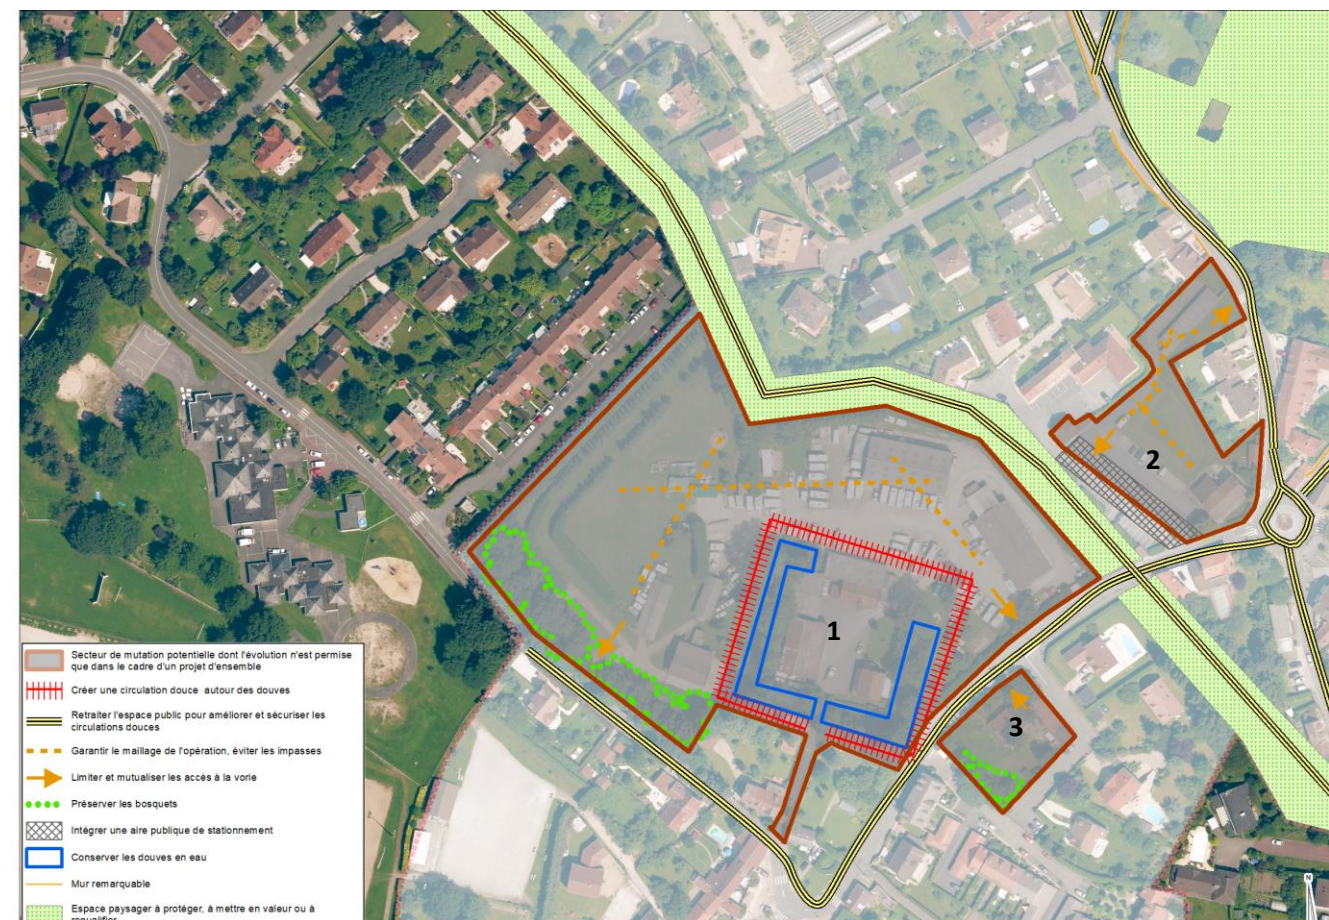 1
2
3
Secteur de mutation potentielle dont l'évolution n'est permise
que dans le cadre d'un projet d'ensemble
Créer une circulation douce autour des douves
Retraiter l'espace public pour améliorer et sécuriser les
circulations douces
Garantir le maillage de l'opération, éviter les impasses
Limiter et mutualiser les accès à la vorie
Préserver les bosquets
Intégrer une aire publique de stationnement
Conserver les douves en eau
Mur remarquable
Espace paysager à protéger, à mettre en valeur ou à
requalifier
N